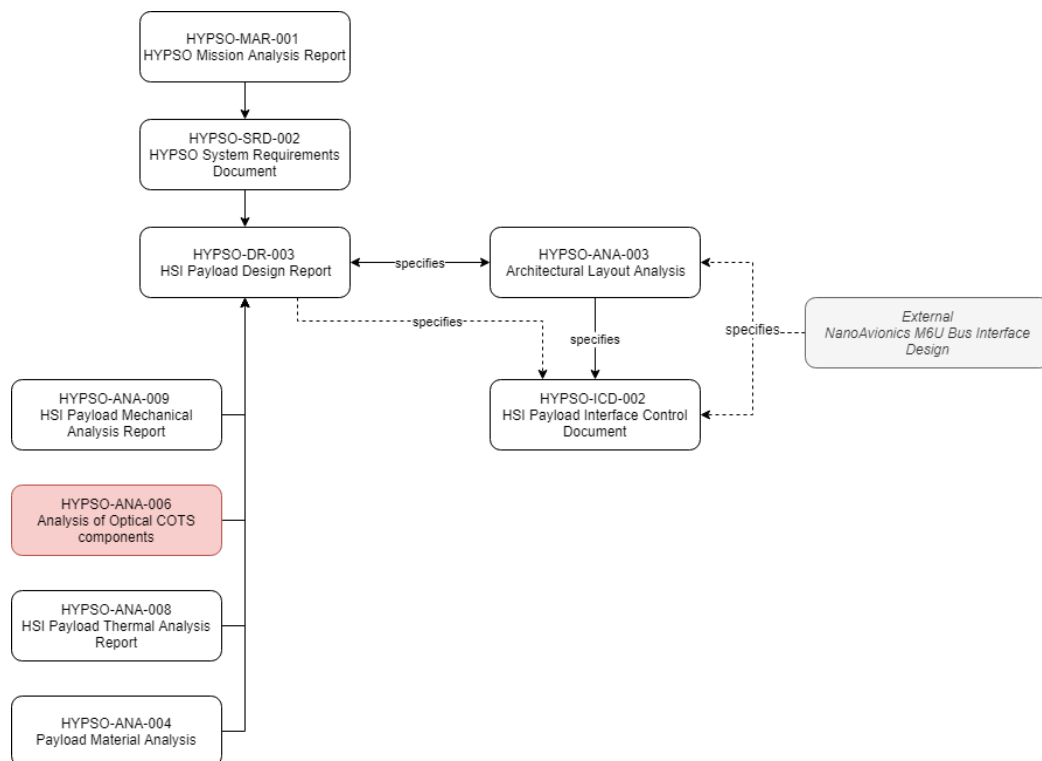 HYPSO-MAR-001
HYPSO Mission Analysis Report
HYPSO-SRD-002
HYPSO System Requirements
Document
HYPSO-DR-003
HSI Payload Design Report
specifies
HYPSO-ANA-003
Architectural Layout Analysis
specifies
specifies
specifies
External
NanoAvionics M6U Bus Interface
Design
HYPSO-ICD-002
HSI Payload Interface Control
Document
HYPSO-ANA-009
HSI Payload Mechanical
Analysis Report
HYPSO-ANA-006
Analysis of Optical COTS
components
HYPSO-ANA-008
HSI Payload Thermal Analysis
Report
HYPSO-ANA-004
Payload Material Analysis